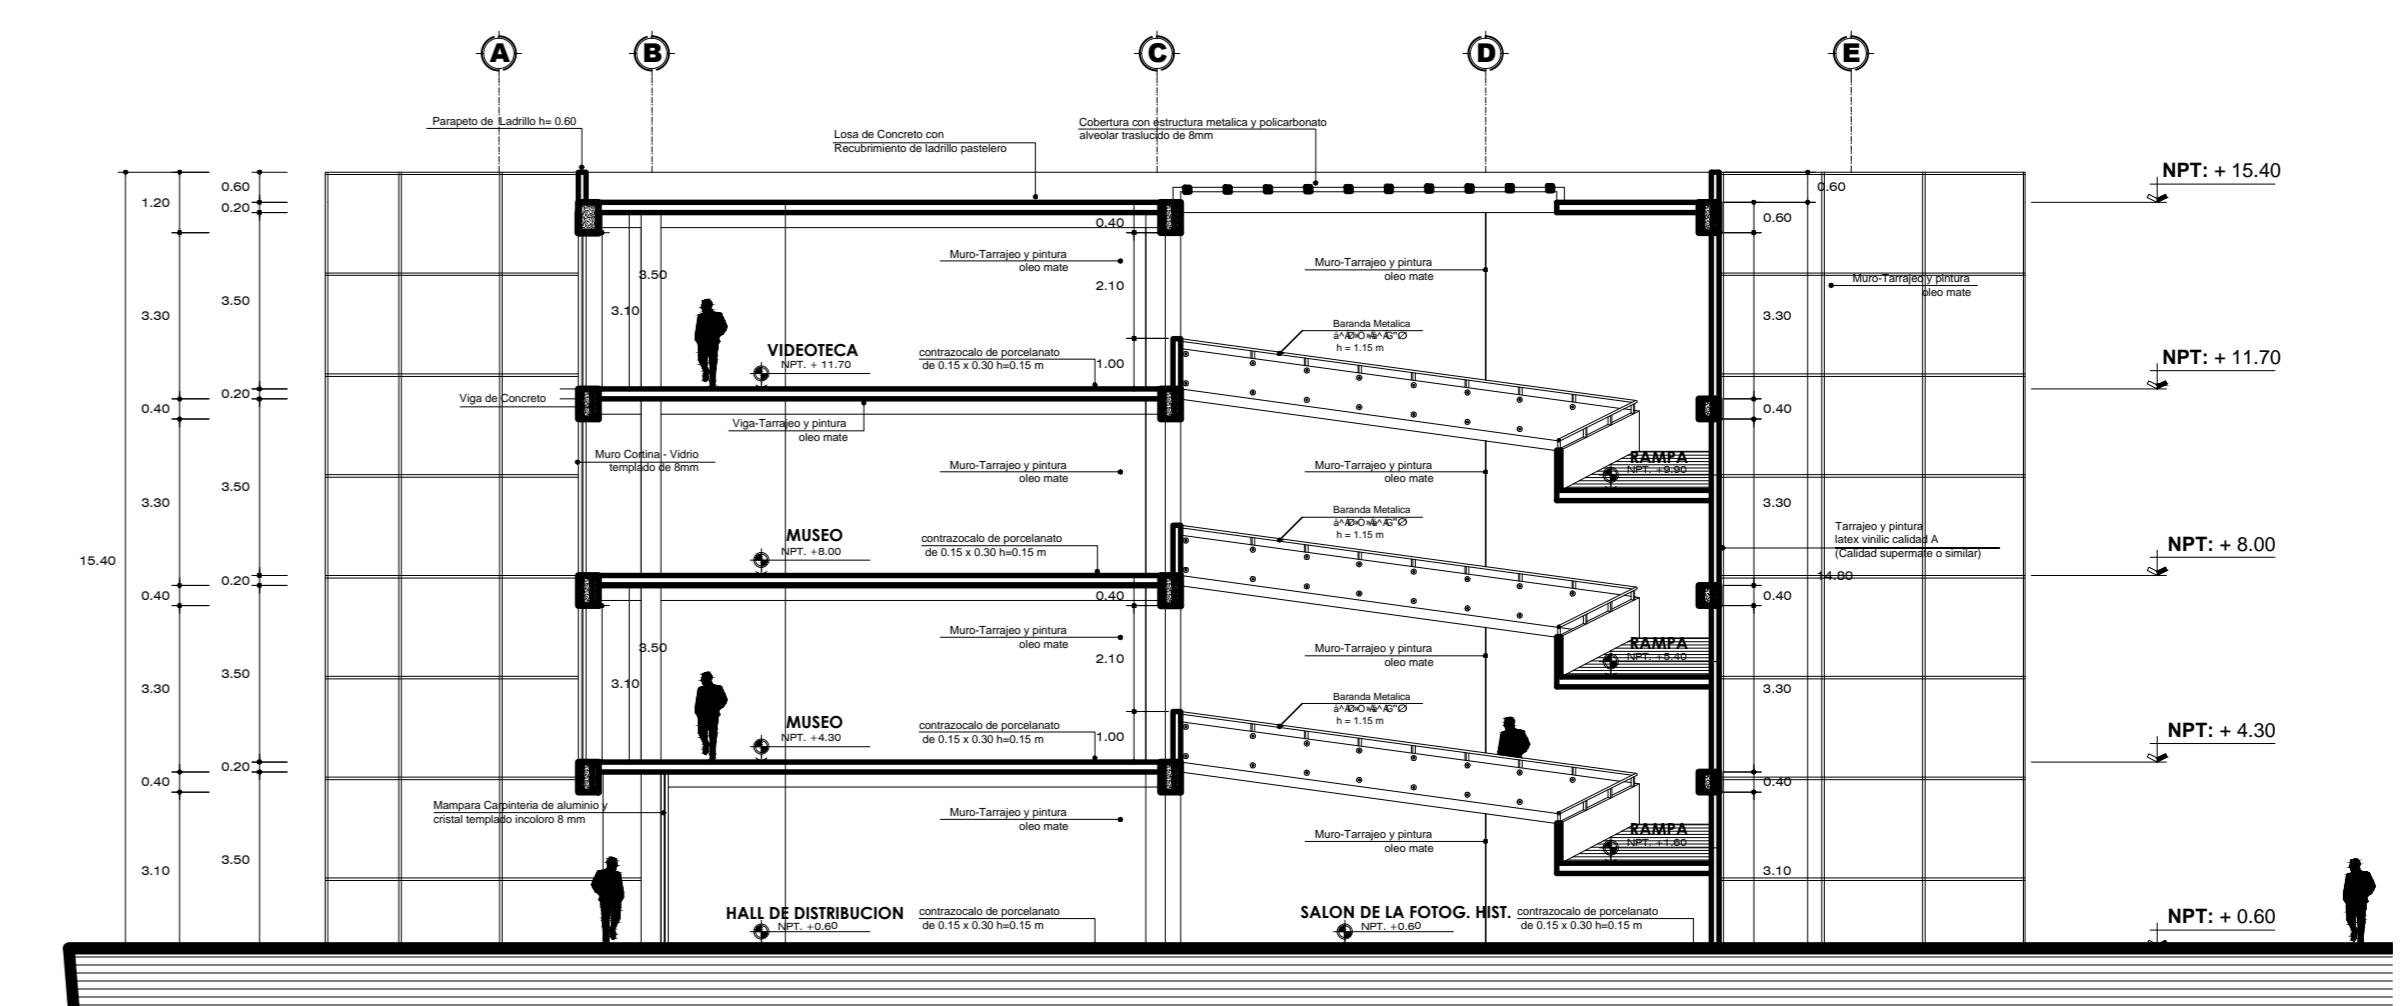 A
B
C
D
E
Parapeto de Ladrillo h= 0.60
Losa de Concreto con
Recubrimiento de ladrillo pastelero
Cobertura con estructura metalica y policarbonato
alveolar traslucido de 8mm
NPT: + 15.40
0.60
1.20
0.20
0.60
0.60
0.40
Muro-Tarrajeo y pintura
oleo mate
Muro-Tarrajeo y pintura
oleo mate
Muro-Tarrajeo y pintura
oleo mate
3.50
2.10
3.50
3.10
3.30
3.30
Baranda Metalica
h = 1.15 m
VIDEOTECA
NPT. + 11.70
contrazocalo de porcelanato
de 0.15 x 0.30 h=0.15 m
1.00
NPT: + 11.70
0.20
0.40
Viga de Concreto
0.40
Viga-Tarrajeo y pintura
oleo mate
Muro Cortina - Vidrio
templado de 8mm
Muro-Tarrajeo y pintura
oleo mate
Muro-Tarrajeo y pintura
oleo mate
RAMPA
NPT. +9.90
3.50
3.30
3.30
Baranda Metalica
h = 1.15 m
Tarrajeo y pintura
latex vinilic calidad A
(Calidad supermate o similar)
MUSEO
NPT. +8.00
contrazocalo de porcelanato
de 0.15 x 0.30 h=0.15 m
NPT: + 8.00
15.40
14.80
0.20
0.40
0.40
0.40
Muro-Tarrajeo y pintura
oleo mate
Muro-Tarrajeo y pintura
oleo mate
RAMPA
NPT. +5.40
3.50
2.10
3.50
3.10
3.30
3.30
Baranda Metalica
h = 1.15 m
MUSEO
NPT. +4.30
contrazocalo de porcelanato
de 0.15 x 0.30 h=0.15 m
1.00
NPT: + 4.30
0.20
0.40
0.40
Mampara Carpinteria de aluminio y
cristal templado incoloro 8 mm
Muro-Tarrajeo y pintura
oleo mate
Muro-Tarrajeo y pintura
oleo mate
RAMPA
NPT. +1.60
3.50
3.10
3.10
HALL DE DISTRIBUCION
NPT. +0.60
contrazocalo de porcelanato
de 0.15 x 0.30 h=0.15 m
SALON DE LA FOTOG. HIST.
NPT. +0.60
contrazocalo de porcelanato
de 0.15 x 0.30 h=0.15 m
NPT: + 0.60